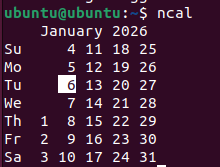 ubuntu@ubuntu:~$ ncal
    January 2026
Su     4 11 18 25
Mo     5 12 19 26
Tu     6 13 20 27
We     7 14 21 28
Th  1  8 15 22 29
Fr  2  9 16 23 30
Sa  3 10 17 24 31